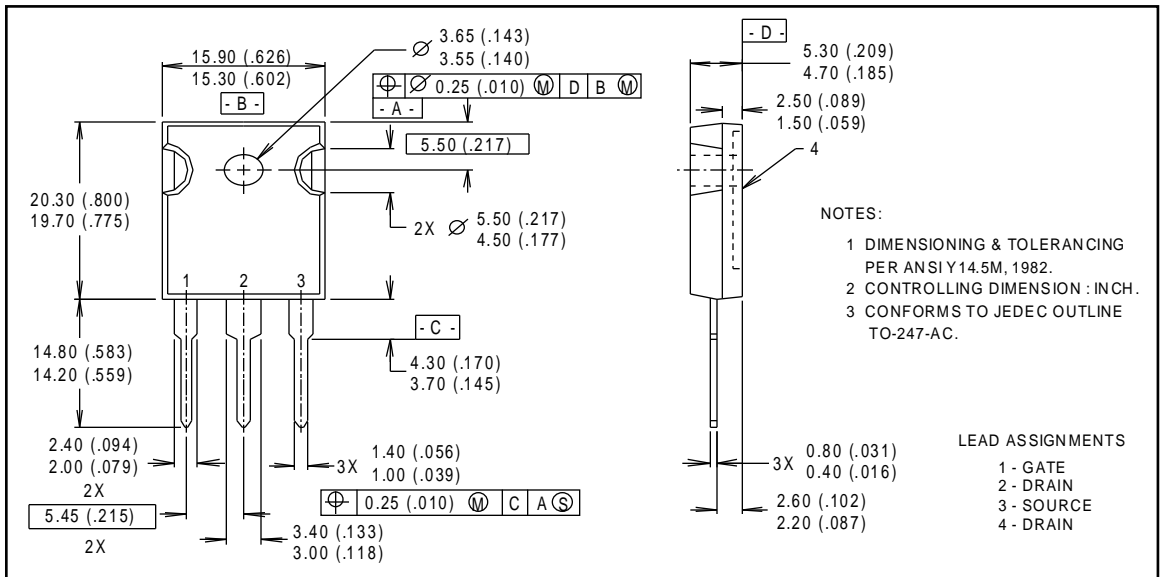 15.90 (.626)
15.30 (.602)
- B -
3.65 (.143)
3.55 (.140)
0.25 (.010) Ⓜ D B Ⓜ
- A -
5.50 (.217)
20.30 (.800)
19.70 (.775)
2X ⌀ 5.50 (.217)
4.50 (.177)
1 2 3
- C -
14.80 (.583)
14.20 (.559)
4.30 (.170)
3.70 (.145)
2.40 (.094)
2.00 (.079)
2X
5.45 (.215)
2X
3X 1.40 (.056)
1.00 (.039)
0.25 (.010) Ⓜ C A Ⓢ
3.40 (.133)
3.00 (.118)
- D -
5.30 (.209)
4.70 (.185)
2.50 (.089)
1.50 (.059)
4
NOTES:
1 DIMENSIONING & TOLERANCING
PER ANSI Y14.5M, 1982.
2 CONTROLLING DIMENSION : INCH.
3 CONFORMS TO JEDEC OUTLINE
TO-247-AC.
3X 0.80 (.031)
0.40 (.016)
2.60 (.102)
2.20 (.087)
LEAD ASSIGNMENTS
1 - GATE
2 - DRAIN
3 - SOURCE
4 - DRAIN